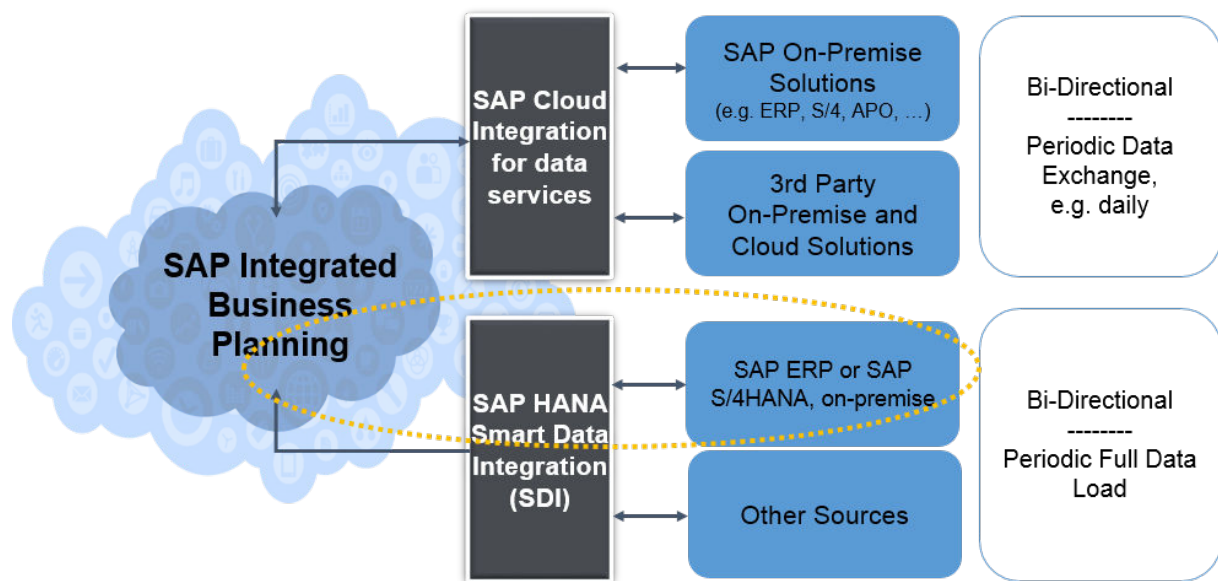 SAP Integrated
Business
Planning
SAP Cloud
Integration
for data
services
SAP On-Premise
Solutions
(e.g. ERP, S/4, APO, …)
3rd Party
On-Premise and
Cloud Solutions
Bi-Directional
--------
Periodic Data
Exchange,
e.g. daily
SAP HANA
Smart Data
Integration
(SDI)
SAP ERP or SAP
S/4HANA, on-premise
Other Sources
Bi-Directional
--------
Periodic Full Data
Load